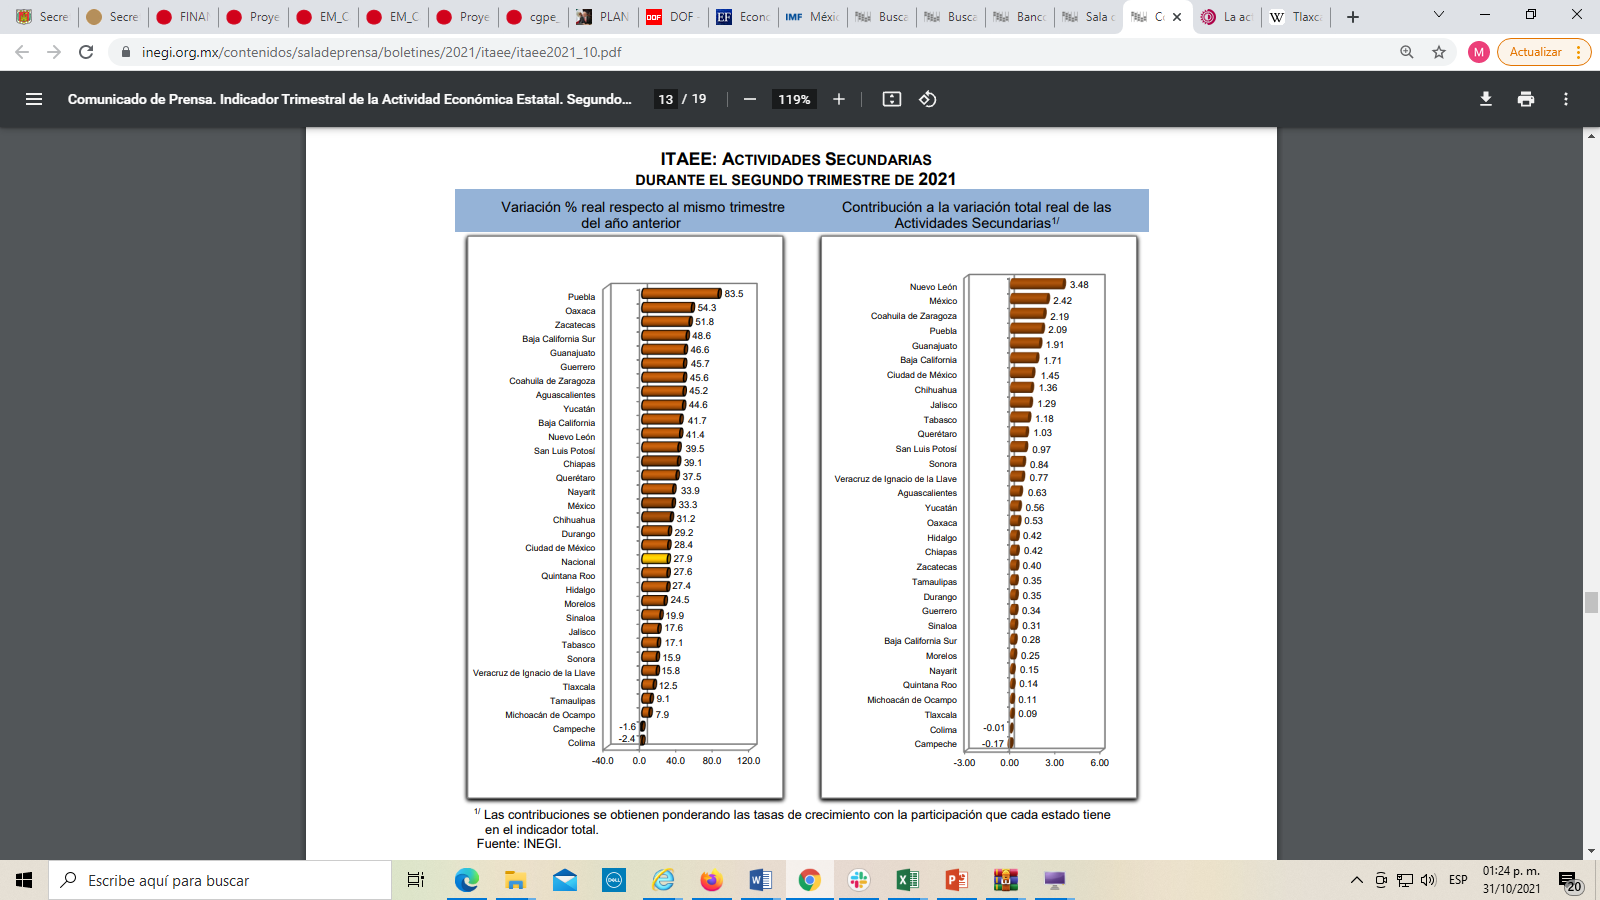 Secre
Secre
FINAN
Proye
EM_C
EM_C
Proye
cgpe_
PLAN
DOF
DOF
EF
Econo
IMF
Méxic
Busca
Busca
Banco
Sala
La act
W
Tlaxc
inegi.org.mx/contenidos/saladeprensa/boletines/2021/itaee/itaee2021_10.pdf
M
Actualizar
Comunicado de Prensa. Indicador Trimestral de la Actividad Económica Estatal. Segundo...
13 / 19
119%
ITAEE: ACTIVIDADES SECUNDARIAS
DURANTE EL SEGUNDO TRIMESTRE DE 2021
Variación % real respecto al mismo trimestre
del año anterior
Puebla 83.5
Oaxaca 54.3
Zacatecas 51.8
Baja California Sur 48.6
Guanajuato 46.6
Guerrero 45.7
Coahuila de Zaragoza 45.6
Aguascalientes 45.2
Yucatán 44.6
Baja California 41.7
Nuevo León 41.4
San Luis Potosí 39.5
Chiapas 39.1
Querétaro 37.5
Nayarit 33.9
México 33.3
Chihuahua 31.2
Durango 29.2
Ciudad de México 28.4
Nacional 27.9
Quintana Roo 27.6
Hidalgo 27.4
Morelos 24.5
Sinaloa 19.9
Jalisco 17.6
Tabasco 17.1
Sonora 15.9
Veracruz de Ignacio de la Llave 15.8
Tlaxcala 12.5
Tamaulipas 9.1
Michoacán de Ocampo 7.9
Campeche -1.6
Colima -2.4
-40.0 0.0 40.0 80.0 120.0
Contribución a la variación total real de las
Actividades Secundarias1/
Nuevo León 3.48
México 2.42
Coahuila de Zaragoza 2.19
Puebla 2.09
Guanajuato 1.91
Baja California 1.71
Ciudad de México 1.45
Chihuahua 1.36
Jalisco 1.29
Tabasco 1.18
Querétaro 1.03
San Luis Potosí 0.97
Sonora 0.84
Veracruz de Ignacio de la Llave 0.77
Aguascalientes 0.63
Yucatán 0.56
Oaxaca 0.53
Hidalgo 0.42
Chiapas 0.42
Zacatecas 0.40
Tamaulipas 0.35
Durango 0.35
Guerrero 0.34
Sinaloa 0.31
Baja California Sur 0.28
Morelos 0.25
Nayarit 0.15
Quintana Roo 0.14
Michoacán de Ocampo 0.11
Tlaxcala 0.09
Colima -0.01
Campeche -0.17
-3.00 0.00 3.00 6.00
1/ Las contribuciones se obtienen ponderando las tasas de crecimiento con la participación que cada estado tiene
en el indicador total.
Fuente: INEGI.
Escribe aquí para buscar
DELL
ESP
01:24 p. m.
31/10/2021
20